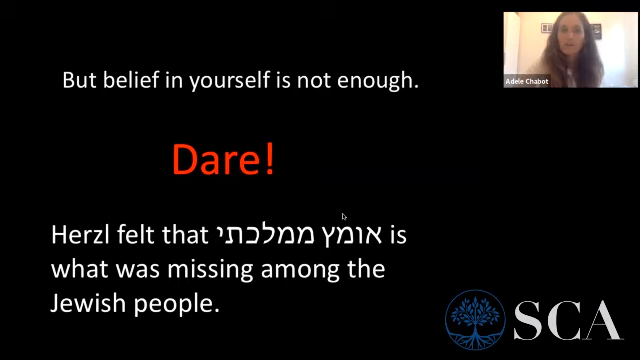 But belief in yourself is not enough.
Adele Chabot
Dare!
Herzl felt that אומץ ממלכתי is
what was missing among the
Jewish people.
SCA